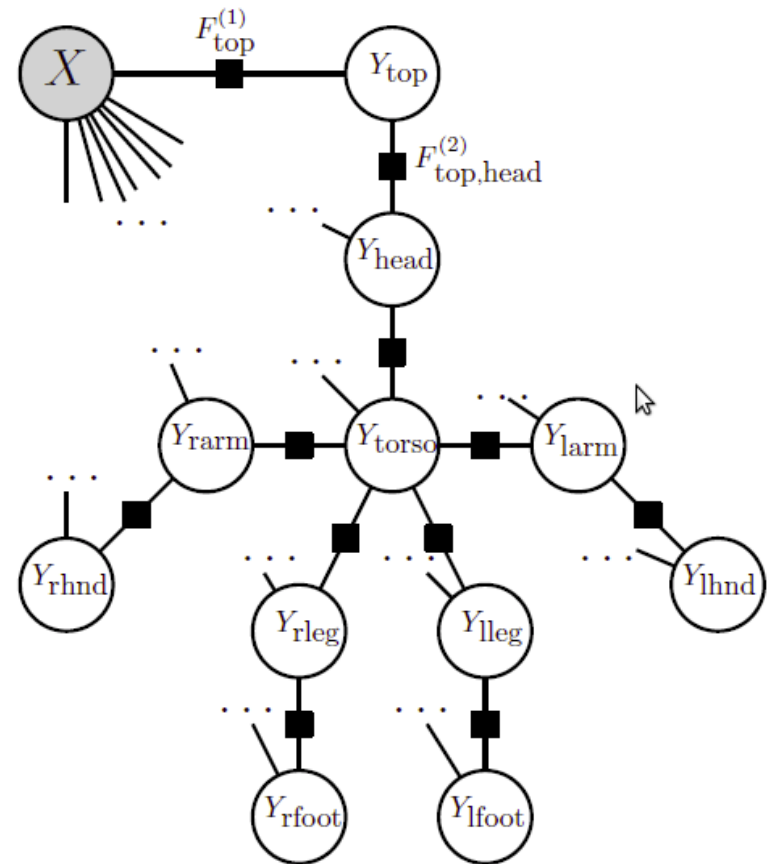 F_top^(1)
X
Y_top
F_top,head^(2)
. . .
. . .
Y_head
. . .
. . .
. . .
Y_rarm
Y_torso
Y_larm
. . .
. . .
. . .
. . .
Y_rhnd
Y_lhnd
Y_rleg
Y_lleg
. . .
. . .
Y_rfoot
Y_lfoot